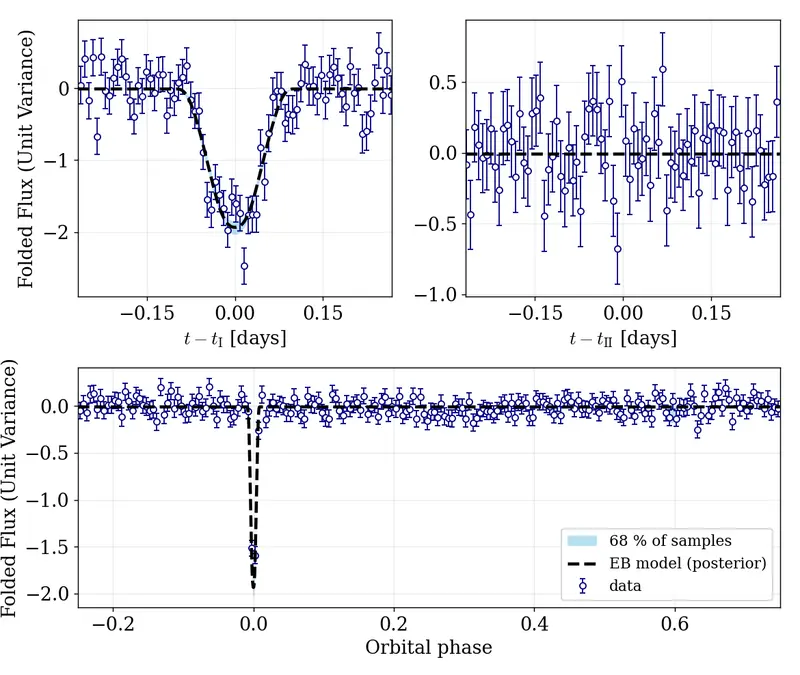 Folded Flux (Unit Variance)
0
−1
−2
−0.15 0.00 0.15
t − tI [days]
0.5
0.0
−0.5
−1.0
−0.15 0.00 0.15
t − tII [days]
Folded Flux (Unit Variance)
0.0
−0.5
−1.0
−1.5
−2.0
68 % of samples
EB model (posterior)
data
−0.2 0.0 0.2 0.4 0.6
Orbital phase